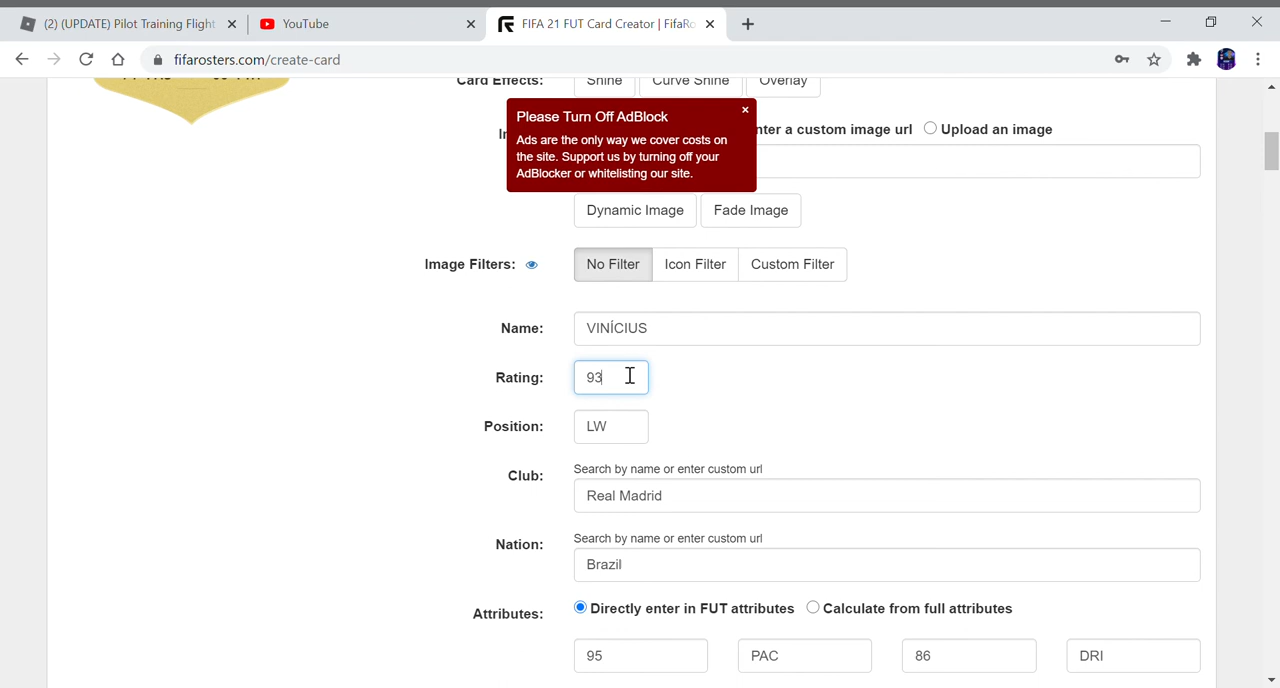 (2) (UPDATE) Pilot Training Flight
YouTube
FIFA 21 FUT Card Creator | FifaRo
fifarosters.com/create-card
Card Effects:
Shine
Curve Shine
Overlay
Please Turn Off AdBlock
Ads are the only way we cover costs on
the site. Support us by turning off your
AdBlocker or whitelisting our site.
nter a custom image url
Upload an image
Dynamic Image
Fade Image
Image Filters:
No Filter
Icon Filter
Custom Filter
Name:
VINÍCIUS
Rating:
93
Position:
LW
Club:
Search by name or enter custom url
Real Madrid
Nation:
Search by name or enter custom url
Brazil
Attributes:
Directly enter in FUT attributes
Calculate from full attributes
95
PAC
86
DRI